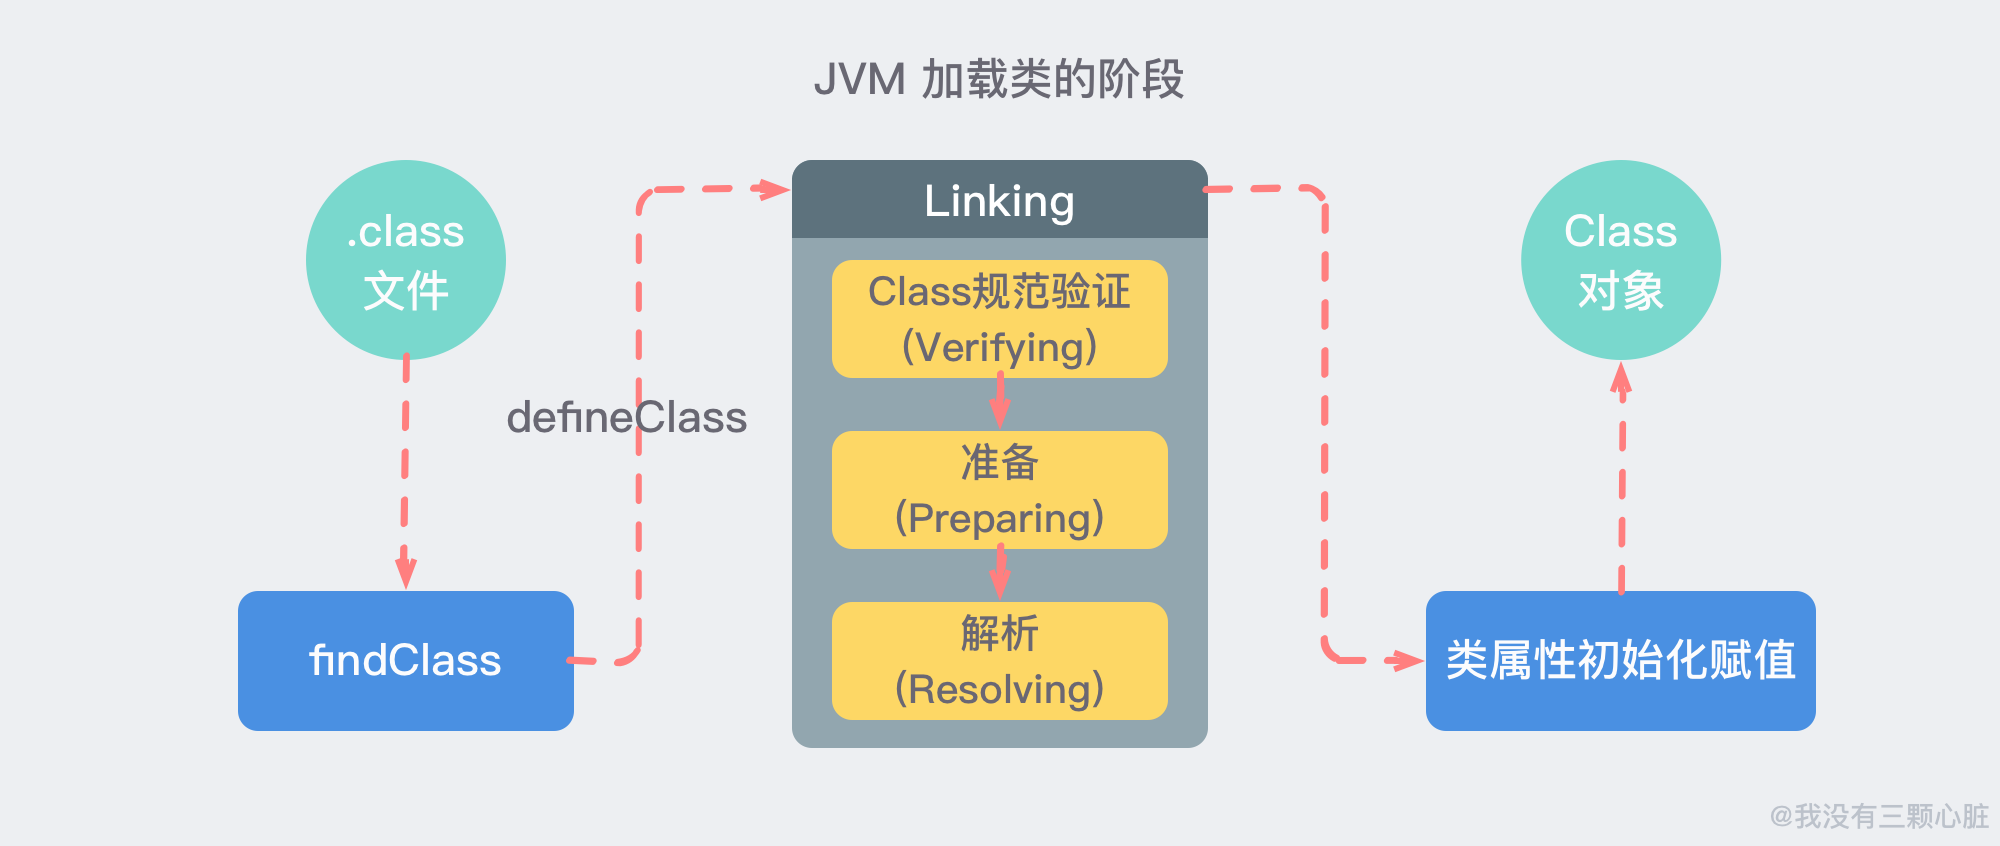 JVM 加载类的阶段
.class
文件
findClass
defineClass
Linking
Class规范验证
(Verifying)
准备
(Preparing)
解析
(Resolving)
Class
对象
类属性初始化赋值
@我没有三颗心脏